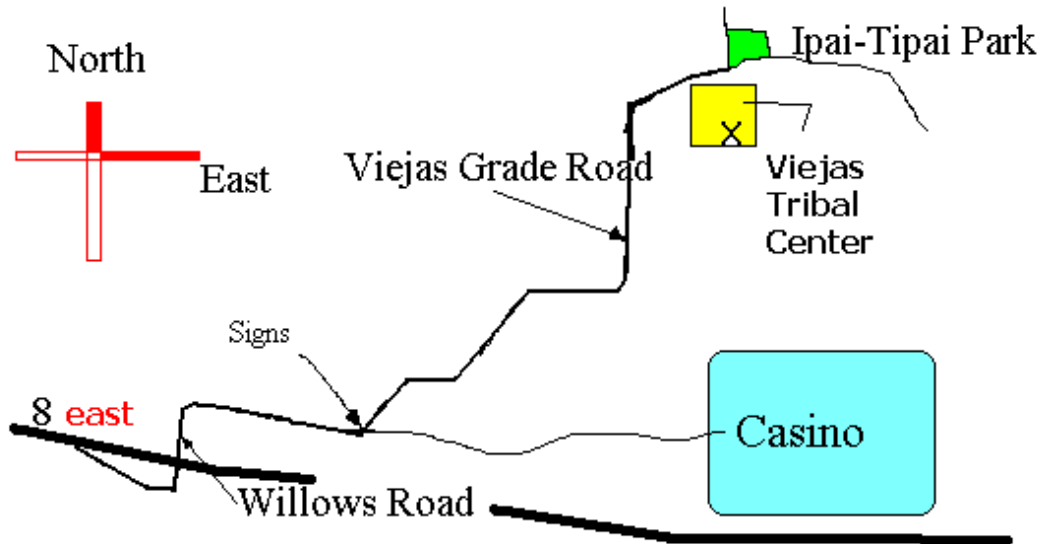 North
East
Ipai-Tipai Park
Viejas Grade Road
X
Viejas
Tribal
Center
Signs
8 east
Casino
Willows Road